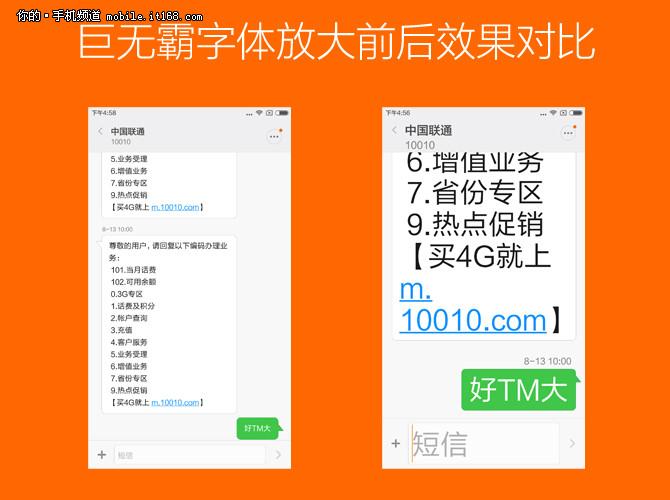 你的·手机频道 mobile.it168.com
巨无霸字体放大前后效果对比
下午4:58
中国联通
10010
5.业务受理
6.增值业务
7.省份专区
9.热点促销
【买4G就上 m.10010.com】
8-13 10:00
尊敬的用户，请回复以下编码办理业
务：
101.当月话费
102.可用余额
0.3G专区
1.话费及积分
2.帐户查询
3.充值
4.客户服务
5.业务受理
6.增值业务
7.省份专区
9.热点促销
【买4G就上 m.10010.com】
好TM大
短信
下午4:56
中国联通
10010
6.增值业务
7.省份专区
9.热点促销
【买4G就上
m.
10010.com】
8-13 10:00
好TM大
短信